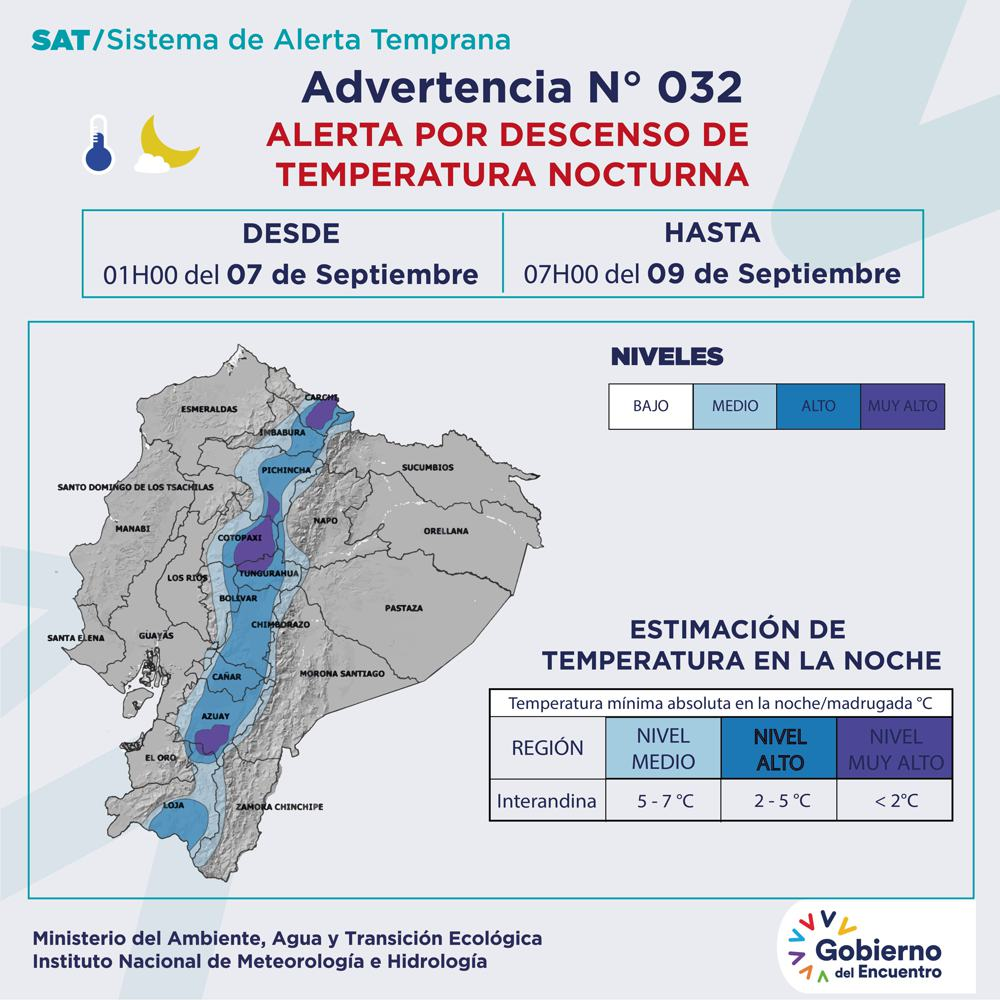 SAT/Sistema de Alerta Temprana
Advertencia N° 032
ALERTA POR DESCENSO DE
TEMPERATURA NOCTURNA
DESDE
01H00 del 07 de Septiembre
HASTA
07H00 del 09 de Septiembre
NIVELES
BAJO
MEDIO
ALTO
MUY ALTO
CARCHI
ESMERALDAS
IMBABURA
PICHINCHA
SUCUMBIOS
SANTO DOMINGO DE LOS TSACHILAS
NAPO
MANABI
ORELLANA
COTOPAXI
TUNGURAHUA
LOS RIOS
BOLIVAR
PASTAZA
CHIMBORAZO
SANTA ELENA
GUAYAS
MORONA SANTIAGO
CAÑAR
AZUAY
EL ORO
LOJA
ZAMORA CHINCHIPE
ESTIMACIÓN DE
TEMPERATURA EN LA NOCHE
Temperatura mínima absoluta en la noche/madrugada °C
REGIÓN
NIVEL
MEDIO
NIVEL
ALTO
NIVEL
MUY ALTO
Interandina
5 - 7 °C
2 - 5 °C
< 2°C
Ministerio del Ambiente, Agua y Transición Ecológica
Instituto Nacional de Meteorología e Hidrología
Gobierno
del Encuentro